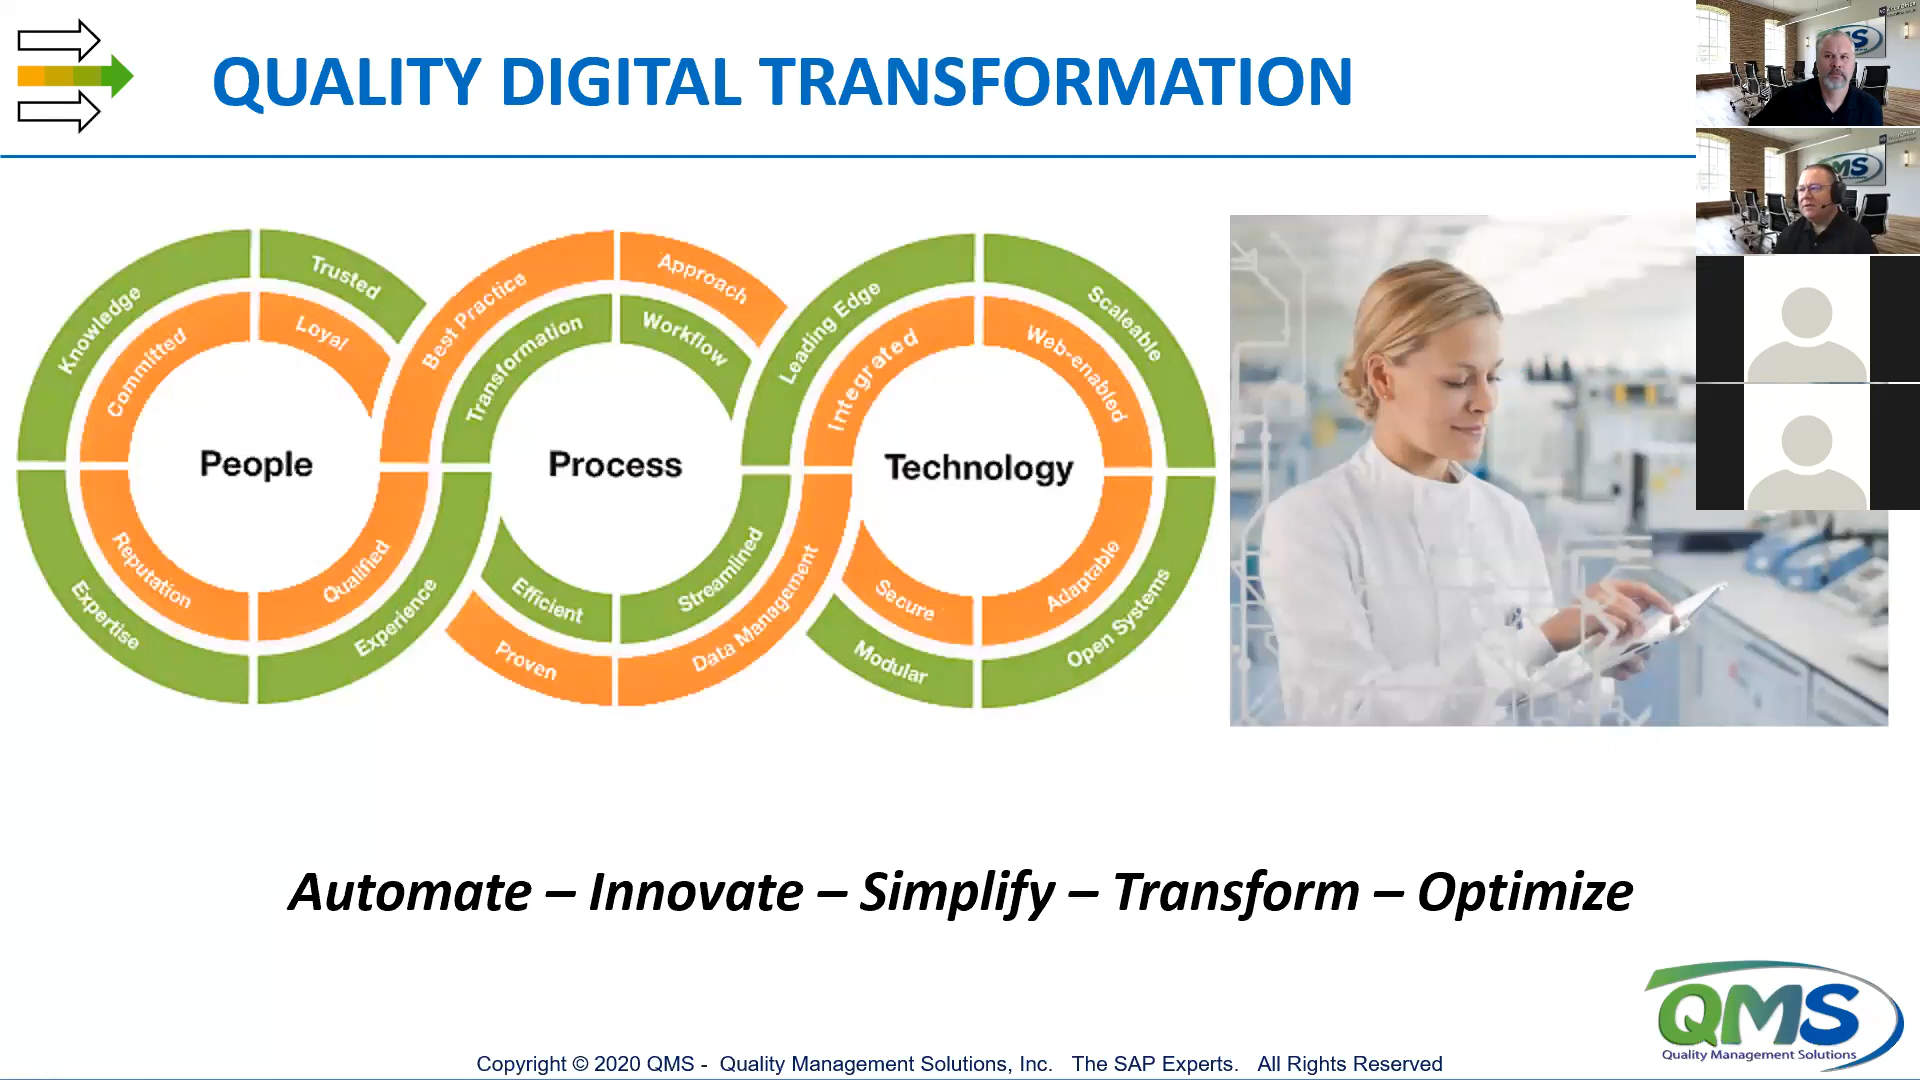 QUALITY DIGITAL TRANSFORMATION
Knowledge
Trusted
Committed
Loyal
People
Reputation
Qualified
Expertise
Experience
Best Practice
Approach
Transformation
Workflow
Process
Efficient
Streamlined
Proven
Data Management
Leading Edge
Scaleable
Integrated
Web-enabled
Technology
Secure
Adaptable
Modular
Open Systems
Automate – Innovate – Simplify – Transform – Optimize
QMS
Quality Management Solutions
Copyright © 2020 QMS - Quality Management Solutions, Inc. The SAP Experts. All Rights Reserved